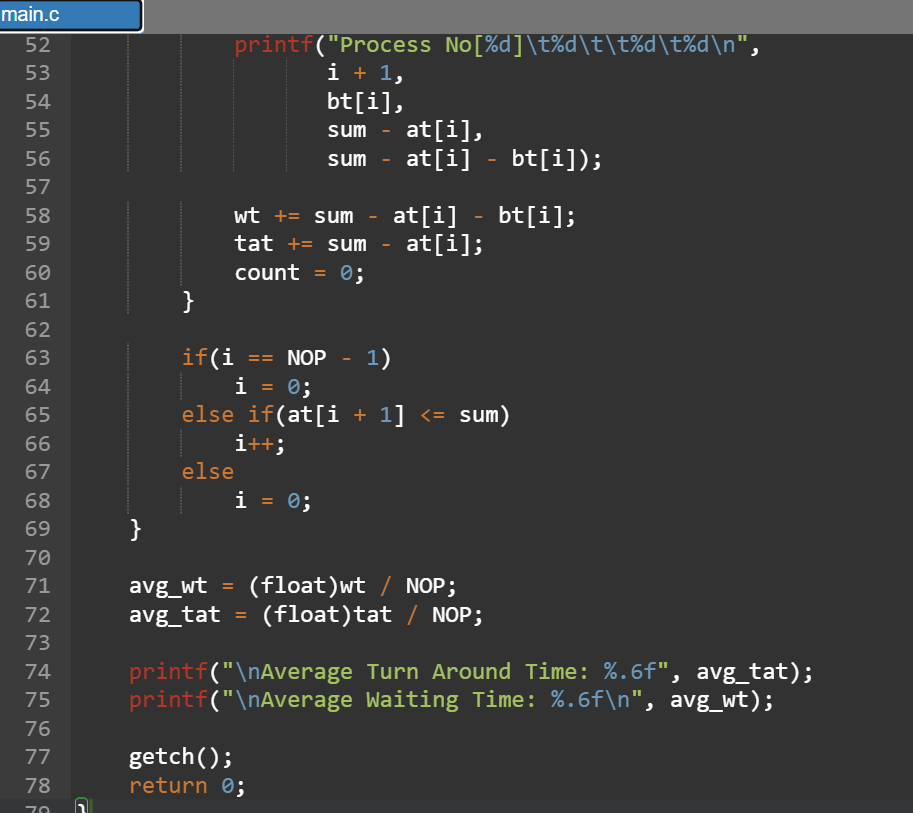 main.c
52 printf("Process No[%d]\t%d\t\t%d\t%d\n",
53 i + 1,
54 bt[i],
55 sum - at[i],
56 sum - at[i] - bt[i]);
57
58 wt += sum - at[i] - bt[i];
59 tat += sum - at[i];
60 count = 0;
61 }
62
63 if(i == NOP - 1)
64 i = 0;
65 else if(at[i + 1] <= sum)
66 i++;
67 else
68 i = 0;
69 }
70
71 avg_wt = (float)wt / NOP;
72 avg_tat = (float)tat / NOP;
73
74 printf("\nAverage Turn Around Time: %.6f", avg_tat);
75 printf("\nAverage Waiting Time: %.6f\n", avg_wt);
76
77 getch();
78 return 0;
79 }